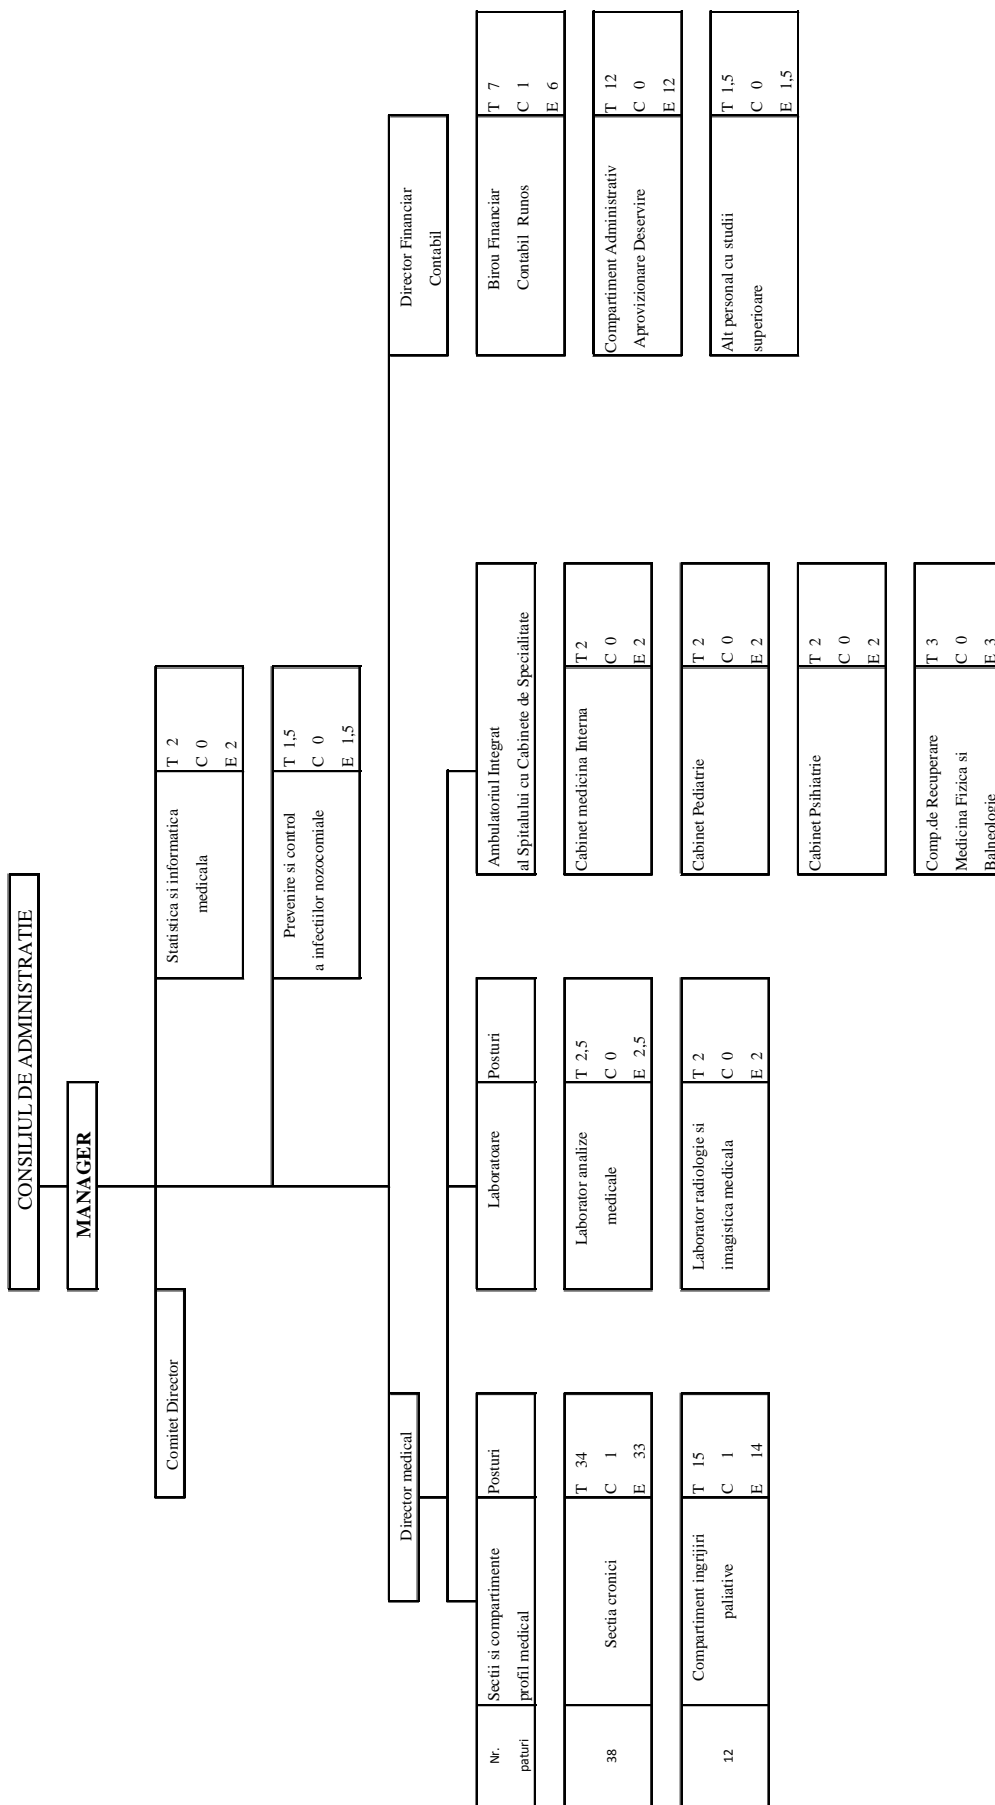 CONSILIUL DE ADMINISTRATIE
MANAGER
Comitet Director
Statistica si informatica
medicala
T 2
C 0
E 2
Prevenire si control
a infectiilor nozocomiale
T 1,5
C 0
E 1,5
Director medical
Director Financiar
Contabil
Nr.
paturi
Sectii si compartimente
profil medical
Posturi
38
Sectia cronici
T 34
C 1
E 33
12
Compartiment ingrijiri
paliative
T 15
C 1
E 14
Laboratoare
Posturi
Laborator analize
medicale
T 2,5
C 0
E 2,5
Laborator radiologie si
imagistica medicala
T 2
C 0
E 2
Ambulatoriul Integrat
al Spitalului cu Cabinete de Specialitate
Cabinet medicina Interna
T 2
C 0
E 2
Cabinet Pediatrie
T 2
C 0
E 2
Cabinet Psihiatrie
T 2
C 0
E 2
Comp.de Recuperare
Medicina Fizica si
Balneologie
T 3
C 0
E 3
Birou Financiar
Contabil Runos
T 7
C 1
E 6
Compartiment Administrativ
Aprovizionare Deservire
T 12
C 0
E 12
Alt personal cu studii
superioare
T 1,5
C 0
E 1,5